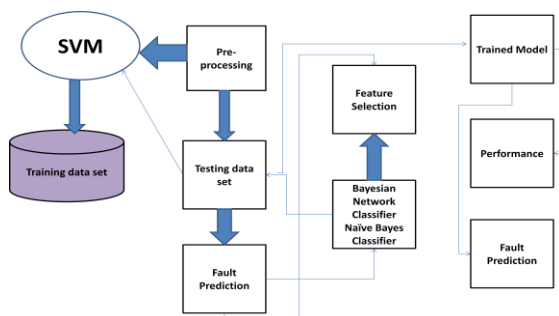 SVM
Pre-
processing
Trained Model
Feature
Selection
Training data set
Testing data
set
Performance
Bayesian
Network
Classifier
Naïve Bayes
Classifier
Fault
Prediction
Fault
Prediction